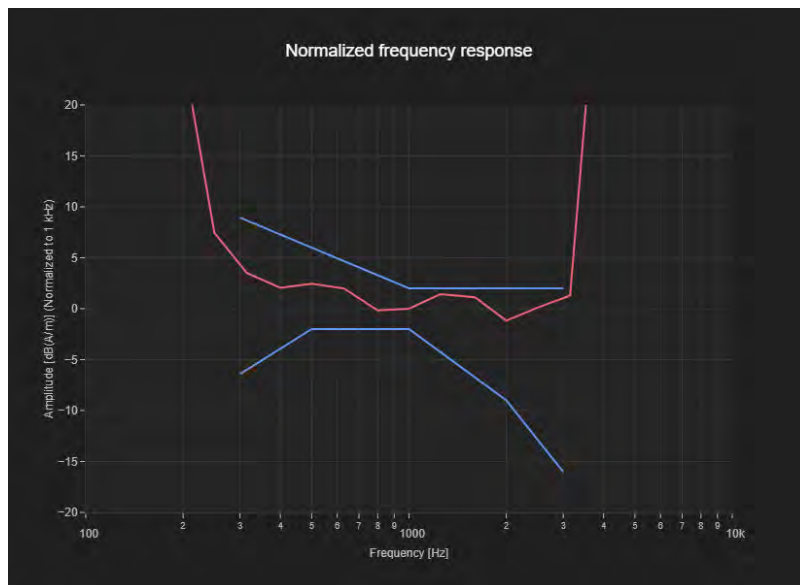 Normalized frequency response
20
15
10
5
0
−5
−10
−15
−20
Amplitude [dB(A/m)] (Normalized to 1 kHz)
100 2 3 4 5 6 7 8 9 1000 2 3 4 5 6 7 8 9 10k
Frequency [Hz]